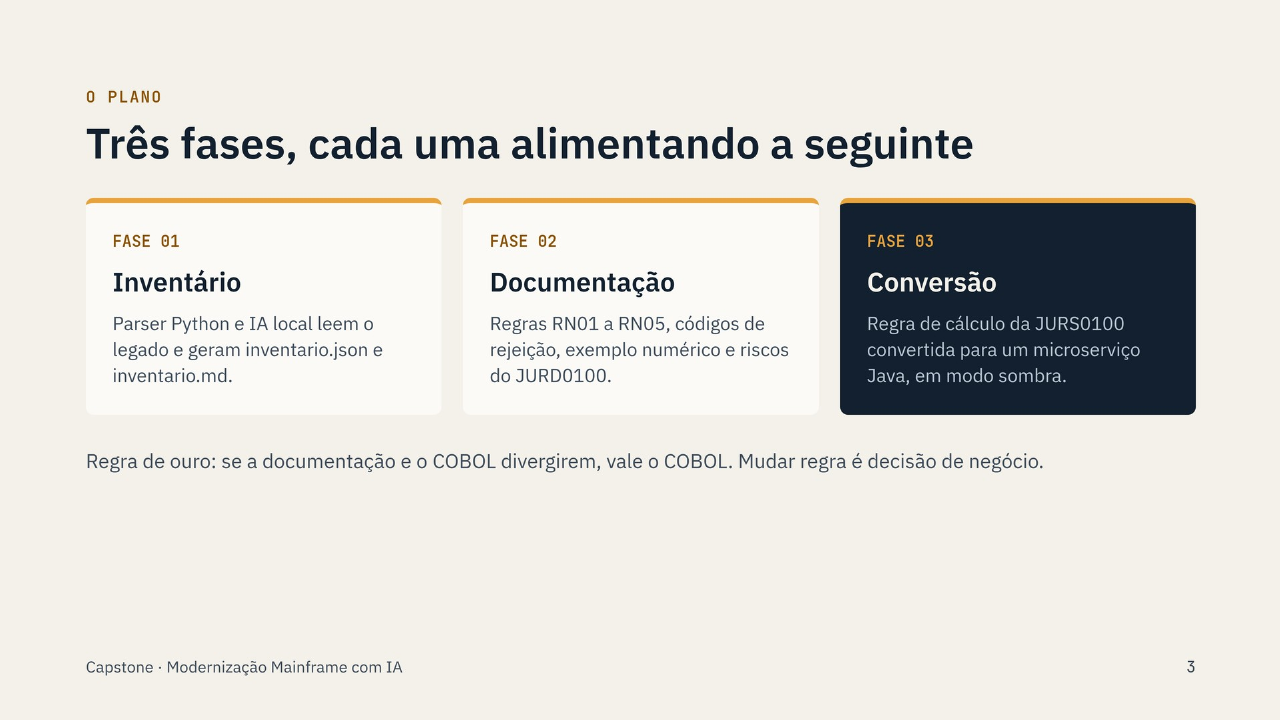 O PLANO
Três fases, cada uma alimentando a seguinte
FASE 01
Inventário
Parser Python e IA local leem o
legado e geram inventario.json e
inventario.md.
FASE 02
Documentação
Regras RN01 a RN05, códigos de
rejeição, exemplo numérico e riscos
do JURD0100.
FASE 03
Conversão
Regra de cálculo da JURS0100
convertida para um microserviço
Java, em modo sombra.
Regra de ouro: se a documentação e o COBOL divergirem, vale o COBOL. Mudar regra é decisão de negócio.
Capstone · Modernização Mainframe com IA
3